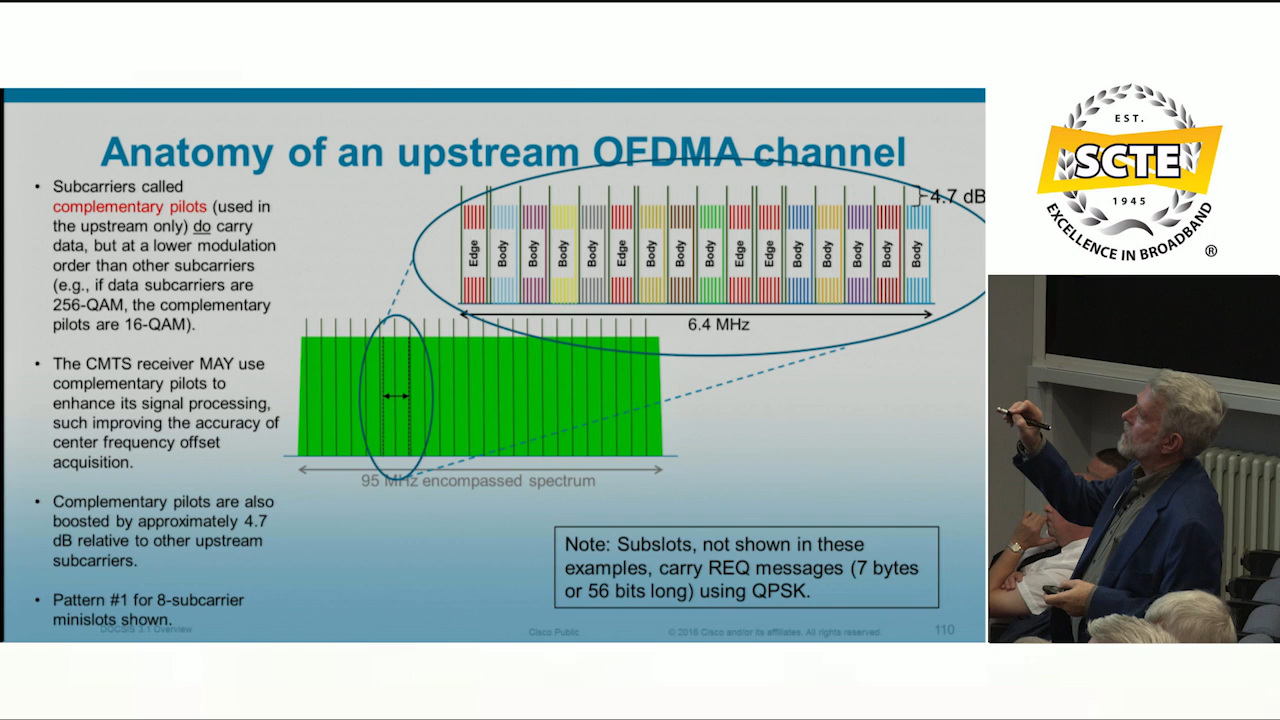 Anatomy of an upstream OFDMA channel
• Subcarriers called
complementary pilots (used in
the upstream only) do carry
data, but at a lower modulation
order than other subcarriers
(e.g., if data subcarriers are
256-QAM, the complementary
pilots are 16-QAM).
• The CMTS receiver MAY use
complementary pilots to
enhance its signal processing,
such improving the accuracy of
center frequency offset
acquisition.
• Complementary pilots are also
boosted by approximately 4.7
dB relative to other upstream
subcarriers.
• Pattern #1 for 8-subcarrier
minislots shown.
4.7 dB
Edge
Body
Body
Body
Body
Edge
Body
Body
Body
Edge
Edge
Body
Body
Body
Body
Body
6.4 MHz
95 MHz encompassed spectrum
Note: Subslots, not shown in these
examples, carry REQ messages (7 bytes
or 56 bits long) using QPSK.
DOCSIS 3.1 Overview
Cisco Public
© 2016 Cisco and/or its affiliates. All rights reserved.
110
EST.
SCTE
1945
EXCELLENCE IN BROADBAND
®